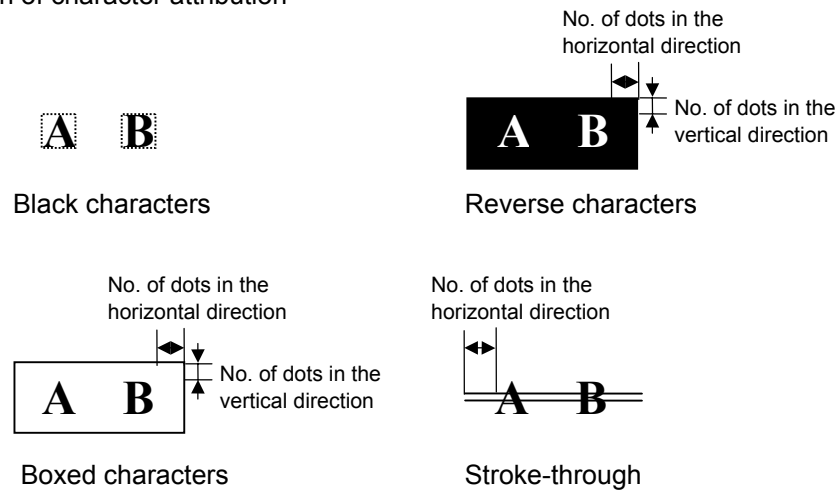 of character attribution
No. of dots in the
horizontal direction
No. of dots in the
vertical direction
A B
A B
Black characters
Reverse characters
No. of dots in the
horizontal direction
No. of dots in the
vertical direction
A B
Boxed characters
No. of dots in the
horizontal direction
A B
Stroke-through